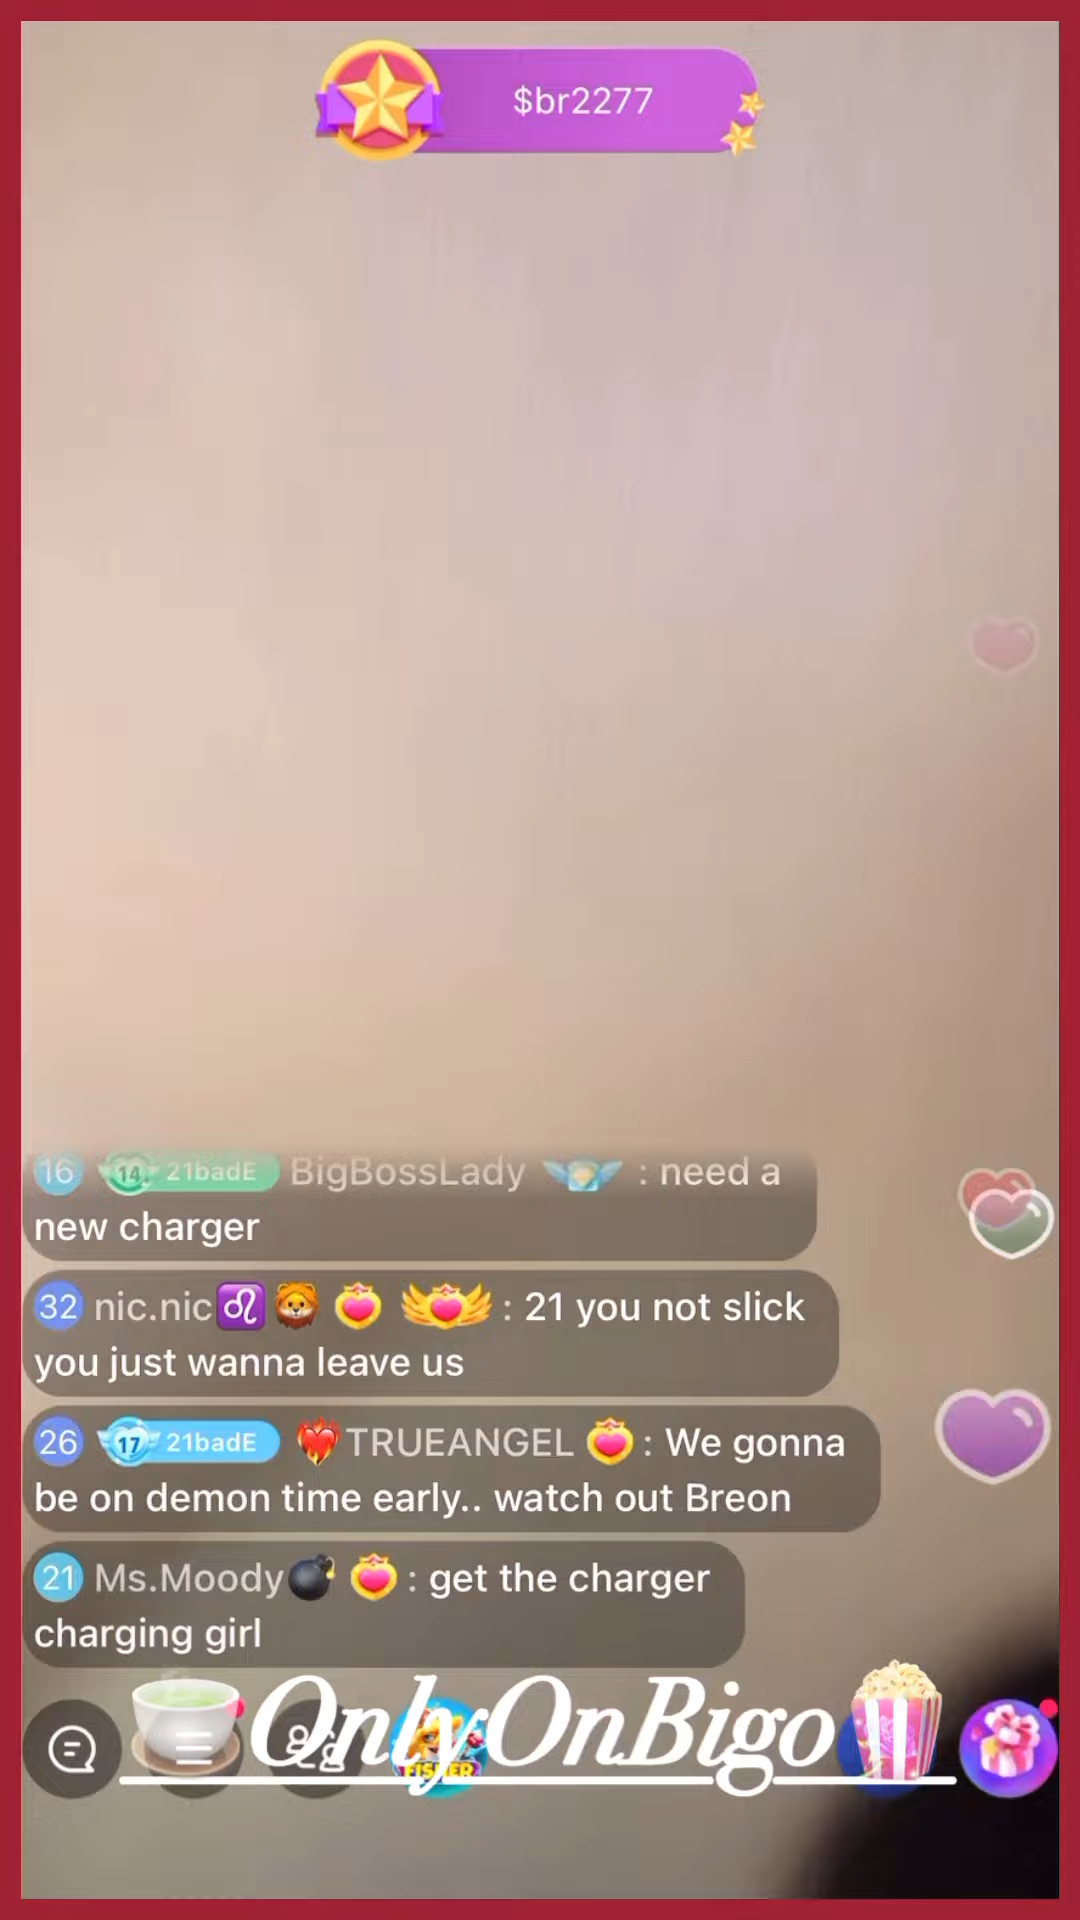 $br2277
16 14 21badE BigBossLady : need a
new charger
32 nic.nic♌🦁 : 21 you not slick
you just wanna leave us
26 17 21badE ❤️‍🔥TRUEANGEL : We gonna
be on demon time early.. watch out Breon
21 Ms.Moody💣 : get the charger
charging girl
🍵OnlyOnBigo🍿
FISHER